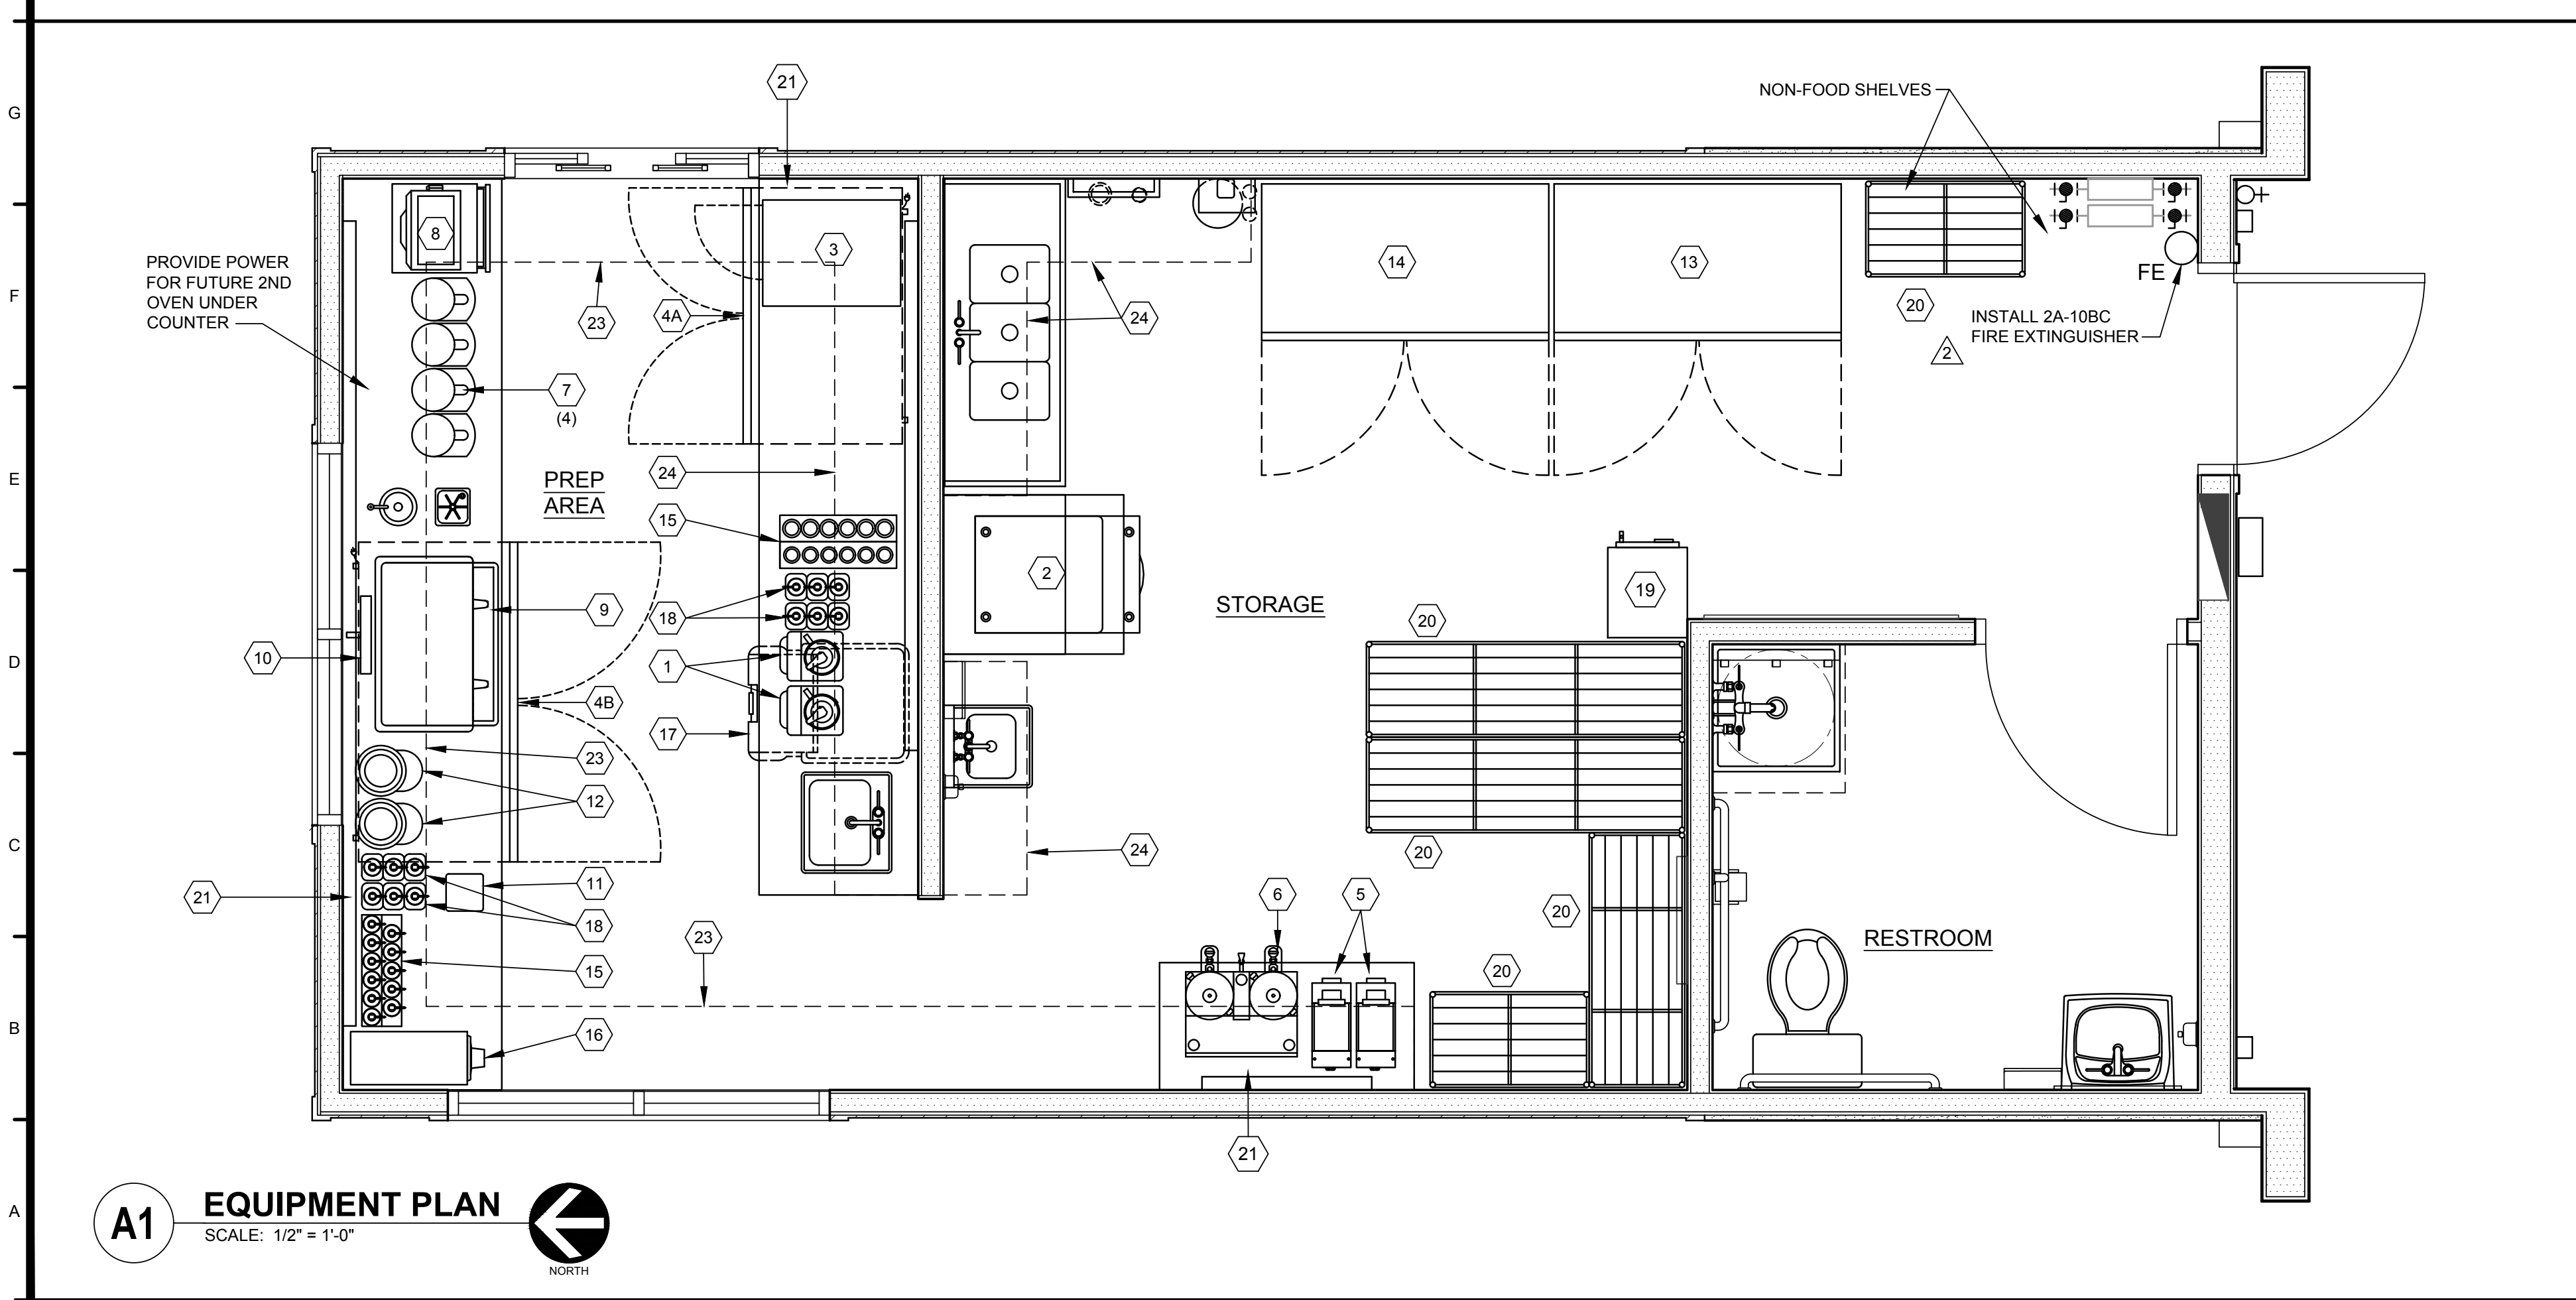 G
F
E
D
C
B
A
21
NON-FOOD SHELVES
PROVIDE POWER
FOR FUTURE 2ND
OVEN UNDER
COUNTER
8
3
23
4A
24
14
13
20
FE
INSTALL 2A-10BC
FIRE EXTINGUISHER
2
7
(4)
PREP
AREA
24
15
18
1
17
9
10
4B
23
12
11
18
15
16
21
23
2
STORAGE
19
20
20
24
6
5
20
20
21
RESTROOM
A1
EQUIPMENT PLAN
SCALE: 1/2" = 1'-0"
NORTH